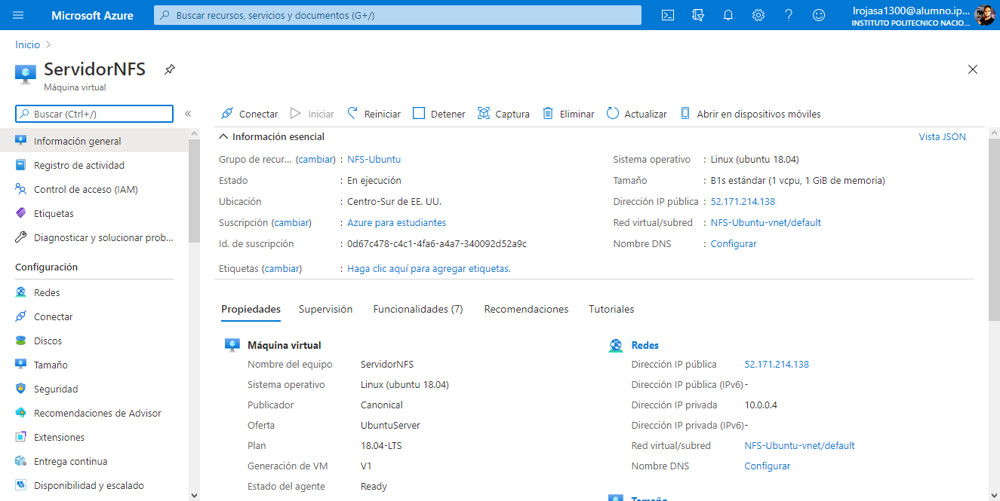 Microsoft Azure
Buscar recursos, servicios y documentos (G+/)
lrojasa1300@alumno.ip...
INSTITUTO POLITECNICO NACIO...
Inicio
ServidorNFS
Máquina virtual
Buscar (Ctrl+/)
«
Conectar
Iniciar
Reiniciar
Detener
Captura
Eliminar
Actualizar
Abrir en dispositivos móviles
Información general
Registro de actividad
Control de acceso (IAM)
Etiquetas
Diagnosticar y solucionar prob...
Configuración
Redes
Conectar
Discos
Tamaño
Seguridad
Recomendaciones de Advisor
Extensiones
Entrega continua
Disponibilidad y escalado
Información esencial
Vista JSON
Grupo de recur... (cambiar) : NFS-Ubuntu
Estado : En ejecución
Ubicación : Centro-Sur de EE. UU.
Suscripción (cambiar) : Azure para estudiantes
Id. de suscripción : 0d67c478-c4c1-4fa6-a4a7-340092d52a9c
Etiquetas (cambiar) : Haga clic aquí para agregar etiquetas.
Sistema operativo : Linux (ubuntu 18.04)
Tamaño : B1s estándar (1 vcpu, 1 GiB de memoria)
Dirección IP pública : 52.171.214.138
Red virtual/subred : NFS-Ubuntu-vnet/default
Nombre DNS : Configurar
Propiedades
Supervisión
Funcionalidades (7)
Recomendaciones
Tutoriales
Máquina virtual
Nombre del equipo ServidorNFS
Sistema operativo Linux (ubuntu 18.04)
Publicador Canonical
Oferta UbuntuServer
Plan 18.04-LTS
Generación de VM V1
Estado del agente Ready
Redes
Dirección IP pública 52.171.214.138
Dirección IP pública (IPv6) -
Dirección IP privada 10.0.0.4
Dirección IP privada (IPv6) -
Red virtual/subred NFS-Ubuntu-vnet/default
Nombre DNS Configurar
Tamaño